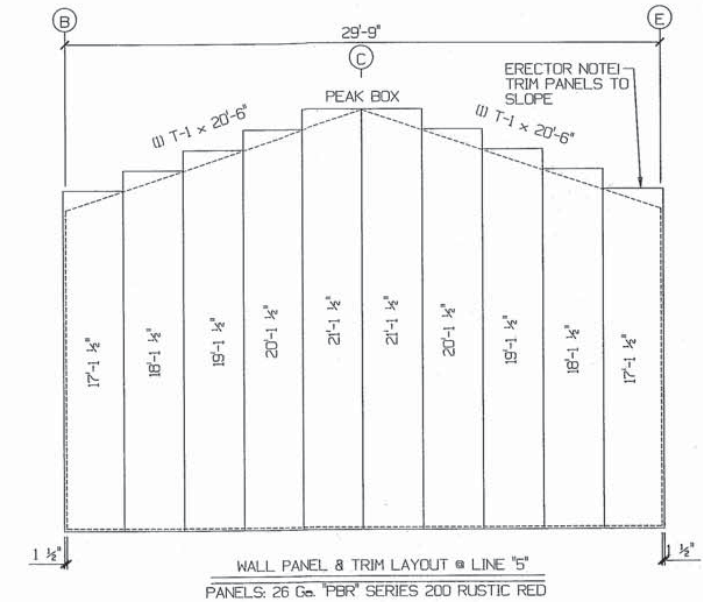 B
E
29'-9"
C
ERECTOR NOTE:
TRIM PANELS TO
SLOPE
PEAK BOX
(1) T-1 × 20'-6"
(1) T-1 × 20'-6"
17'-1 ½"
18'-1 ½"
19'-1 ½"
20'-1 ½"
21'-1 ½"
21'-1 ½"
20'-1 ½"
19'-1 ½"
18'-1 ½"
17'-1 ½"
1 ½"
1 ½"
WALL PANEL & TRIM LAYOUT @ LINE "5"
PANELS: 26 Ga. "PBR" SERIES 200 RUSTIC RED